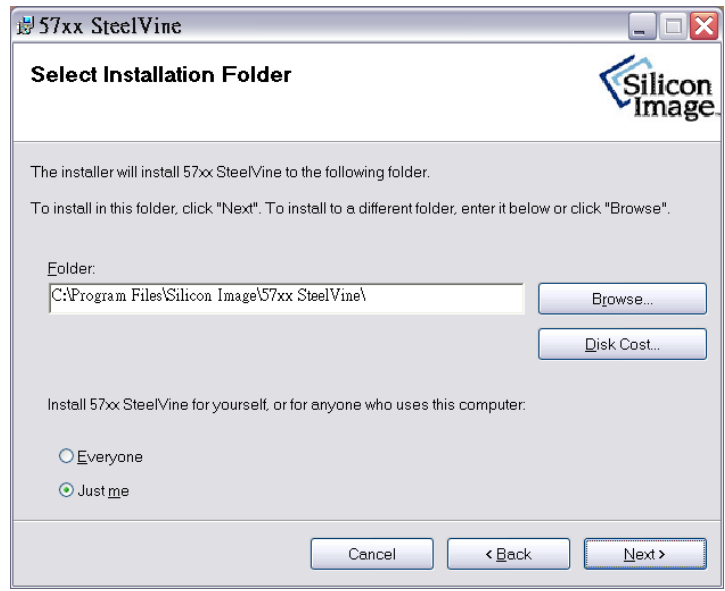 57xx SteelVine
Select Installation Folder
Silicon
Image
The installer will install 57xx SteelVine to the following folder.
To install in this folder, click "Next". To install to a different folder, enter it below or click "Browse".
Folder:
C:\Program Files\Silicon Image\57xx SteelVine\
Browse...
Disk Cost...
Install 57xx SteelVine for yourself, or for anyone who uses this computer:
Everyone
Just me
Cancel
< Back
Next >